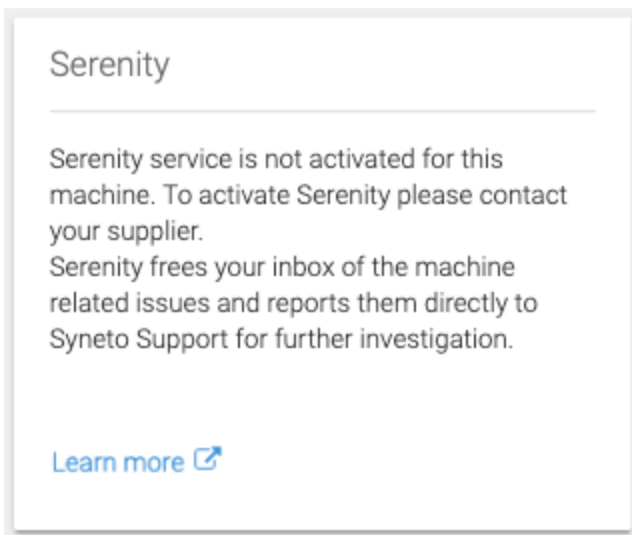 Serenity
Serenity service is not activated for this
machine. To activate Serenity please contact
your supplier.
Serenity frees your inbox of the machine
related issues and reports them directly to
Syneto Support for further investigation.
Learn more